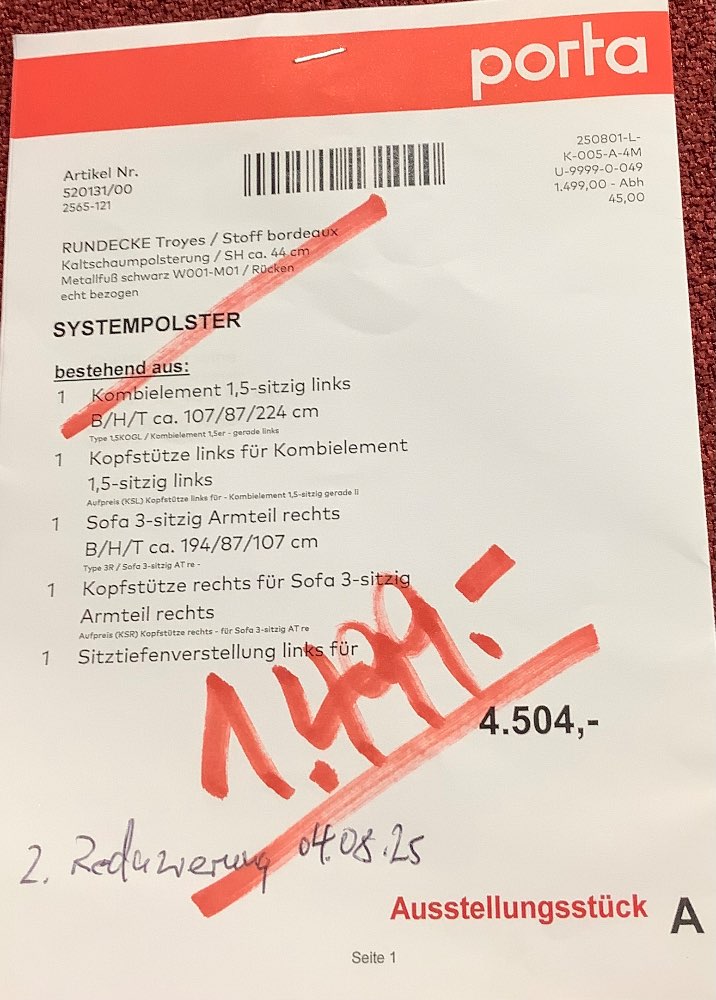 porta
Artikel Nr.
520131/00
2565-121
250801-L-
K-005-A-4M
U-9999-0-049
1.499,00 - Abh
45,00
RUNDECKE Troyes / Stoff bordeaux
Kaltschaumpolsterung / SH ca. 44 cm
Metallfuß schwarz W001-M01 / Rücken
echt bezogen
SYSTEMPOLSTER
bestehend aus:
1 Kombielement 1,5-sitzig links
B/H/T ca. 107/87/224 cm
Type 1,5KOGL / Kombielement 1,5er - gerade links
1 Kopfstütze links für Kombielement
1,5-sitzig links
Aufpreis (KSL) Kopfstütze links für - Kombielement 1,5-sitzig gerade li
1 Sofa 3-sitzig Armteil rechts
B/H/T ca. 194/87/107 cm
Type 3R / Sofa 3-sitzig AT re -
1 Kopfstütze rechts für Sofa 3-sitzig
Armteil rechts
Aufpreis (KSR) Kopfstütze rechts - für Sofa 3-sitzig AT re
1 Sitztiefenverstellung links für
1.499.-
4.504,-
2. Reduzierung 04.08.25
Ausstellungsstück A
Seite 1